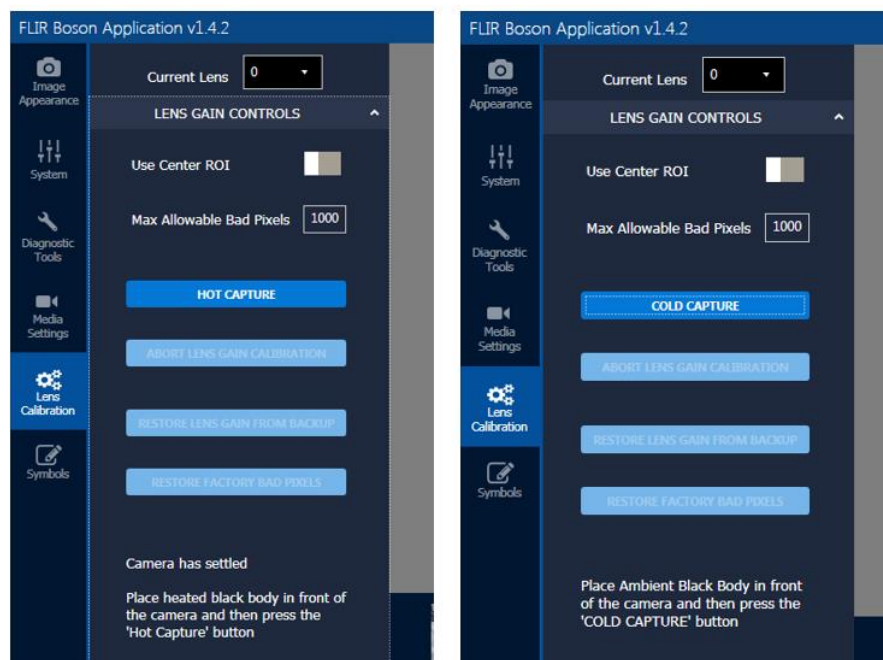 FLIR Boson Application v1.4.2
Image
Appearance
System
Diagnostic
Tools
Media
Settings
Lens
Calibration
Symbols
Current Lens 0
LENS GAIN CONTROLS
Use Center ROI
Max Allowable Bad Pixels 1000
HOT CAPTURE
ABORT LENS GAIN CALIBRATION
RESTORE LENS GAIN FROM BACKUP
RESTORE FACTORY BAD PIXELS
Camera has settled
Place heated black body in front of
the camera and then press the
'Hot Capture' button
FLIR Boson Application v1.4.2
Image
Appearance
System
Diagnostic
Tools
Media
Settings
Lens
Calibration
Symbols
Current Lens 0
LENS GAIN CONTROLS
Use Center ROI
Max Allowable Bad Pixels 1000
COLD CAPTURE
ABORT LENS GAIN CALIBRATION
RESTORE LENS GAIN FROM BACKUP
RESTORE FACTORY BAD PIXELS
Place Ambient Black Body in front
of the camera and then press the
'COLD CAPTURE' button